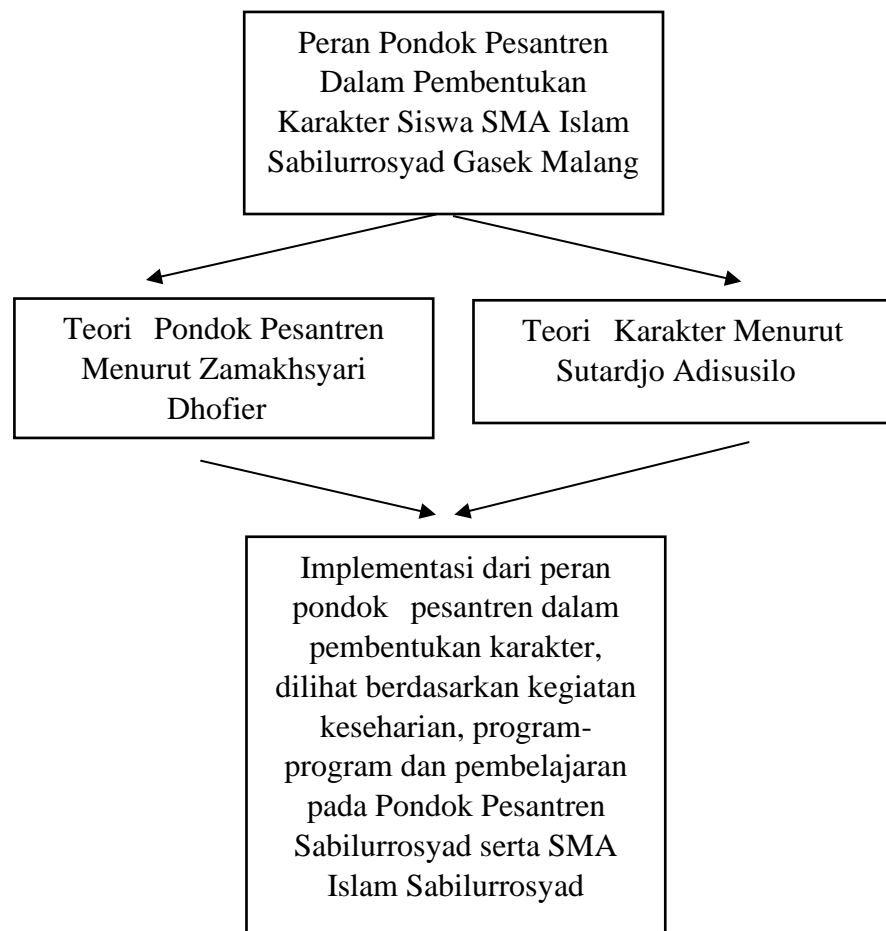 Peran Pondok Pesantren
Dalam Pembentukan
Karakter Siswa SMA Islam
Sabilurrosyad Gasek Malang
Teori Pondok Pesantren
Menurut Zamakhsyari
Dhofier
Teori Karakter Menurut
Sutardjo Adisusilo
Implementasi dari peran
pondok pesantren dalam
pembentukan karakter,
dilihat berdasarkan kegiatan
keseharian, program-
program dan pembelajaran
pada Pondok Pesantren
Sabilurrosyad serta SMA
Islam Sabilurrosyad